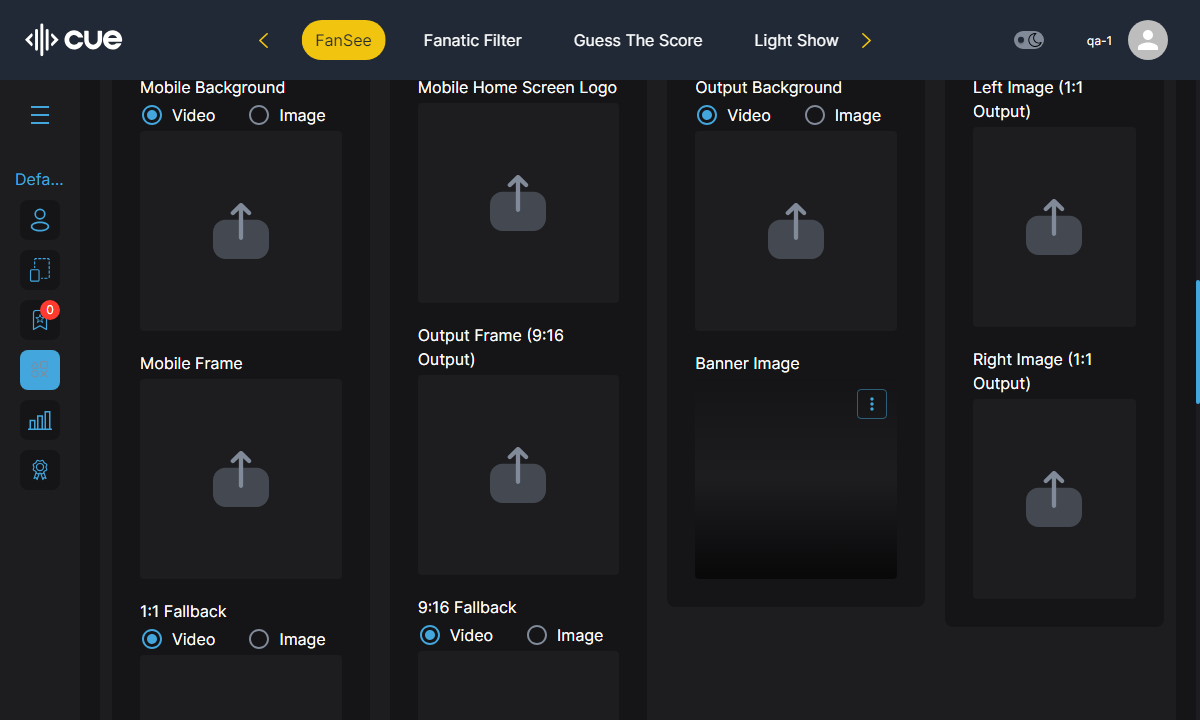 cue
FanSee
Fanatic Filter
Guess The Score
Light Show
qa-1
Defa...
0
Mobile Background
Video
Image
Mobile Frame
1:1 Fallback
Video
Image
Mobile Home Screen Logo
Output Frame (9:16
Output)
9:16 Fallback
Video
Image
Output Background
Video
Image
Banner Image
Left Image (1:1
Output)
Right Image (1:1
Output)